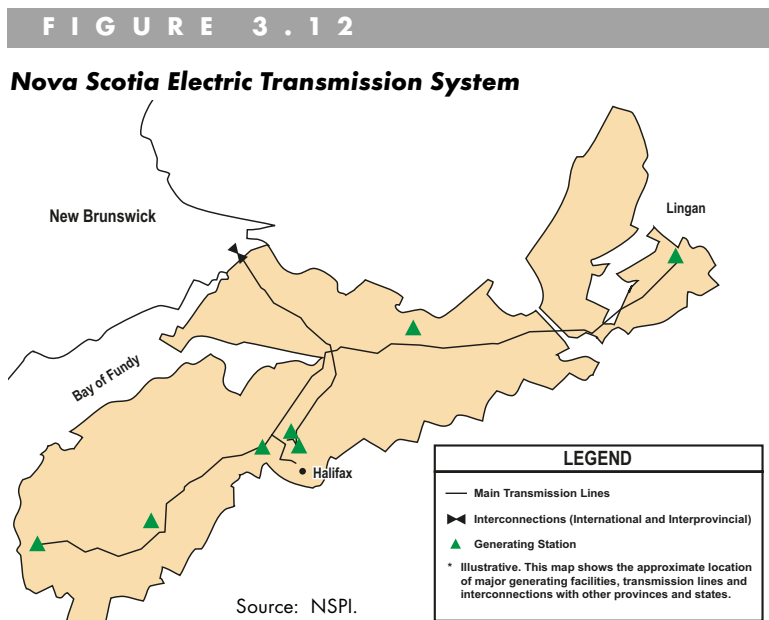 FIGURE 3.12
Nova Scotia Electric Transmission System
New Brunswick
Lingan
Bay of Fundy
Halifax
LEGEND
Main Transmission Lines
Interconnections (International and Interprovincial)
Generating Station
* Illustrative. This map shows the approximate location
of major generating facilities, transmission lines and
interconnections with other provinces and states.
Source: NSPI.